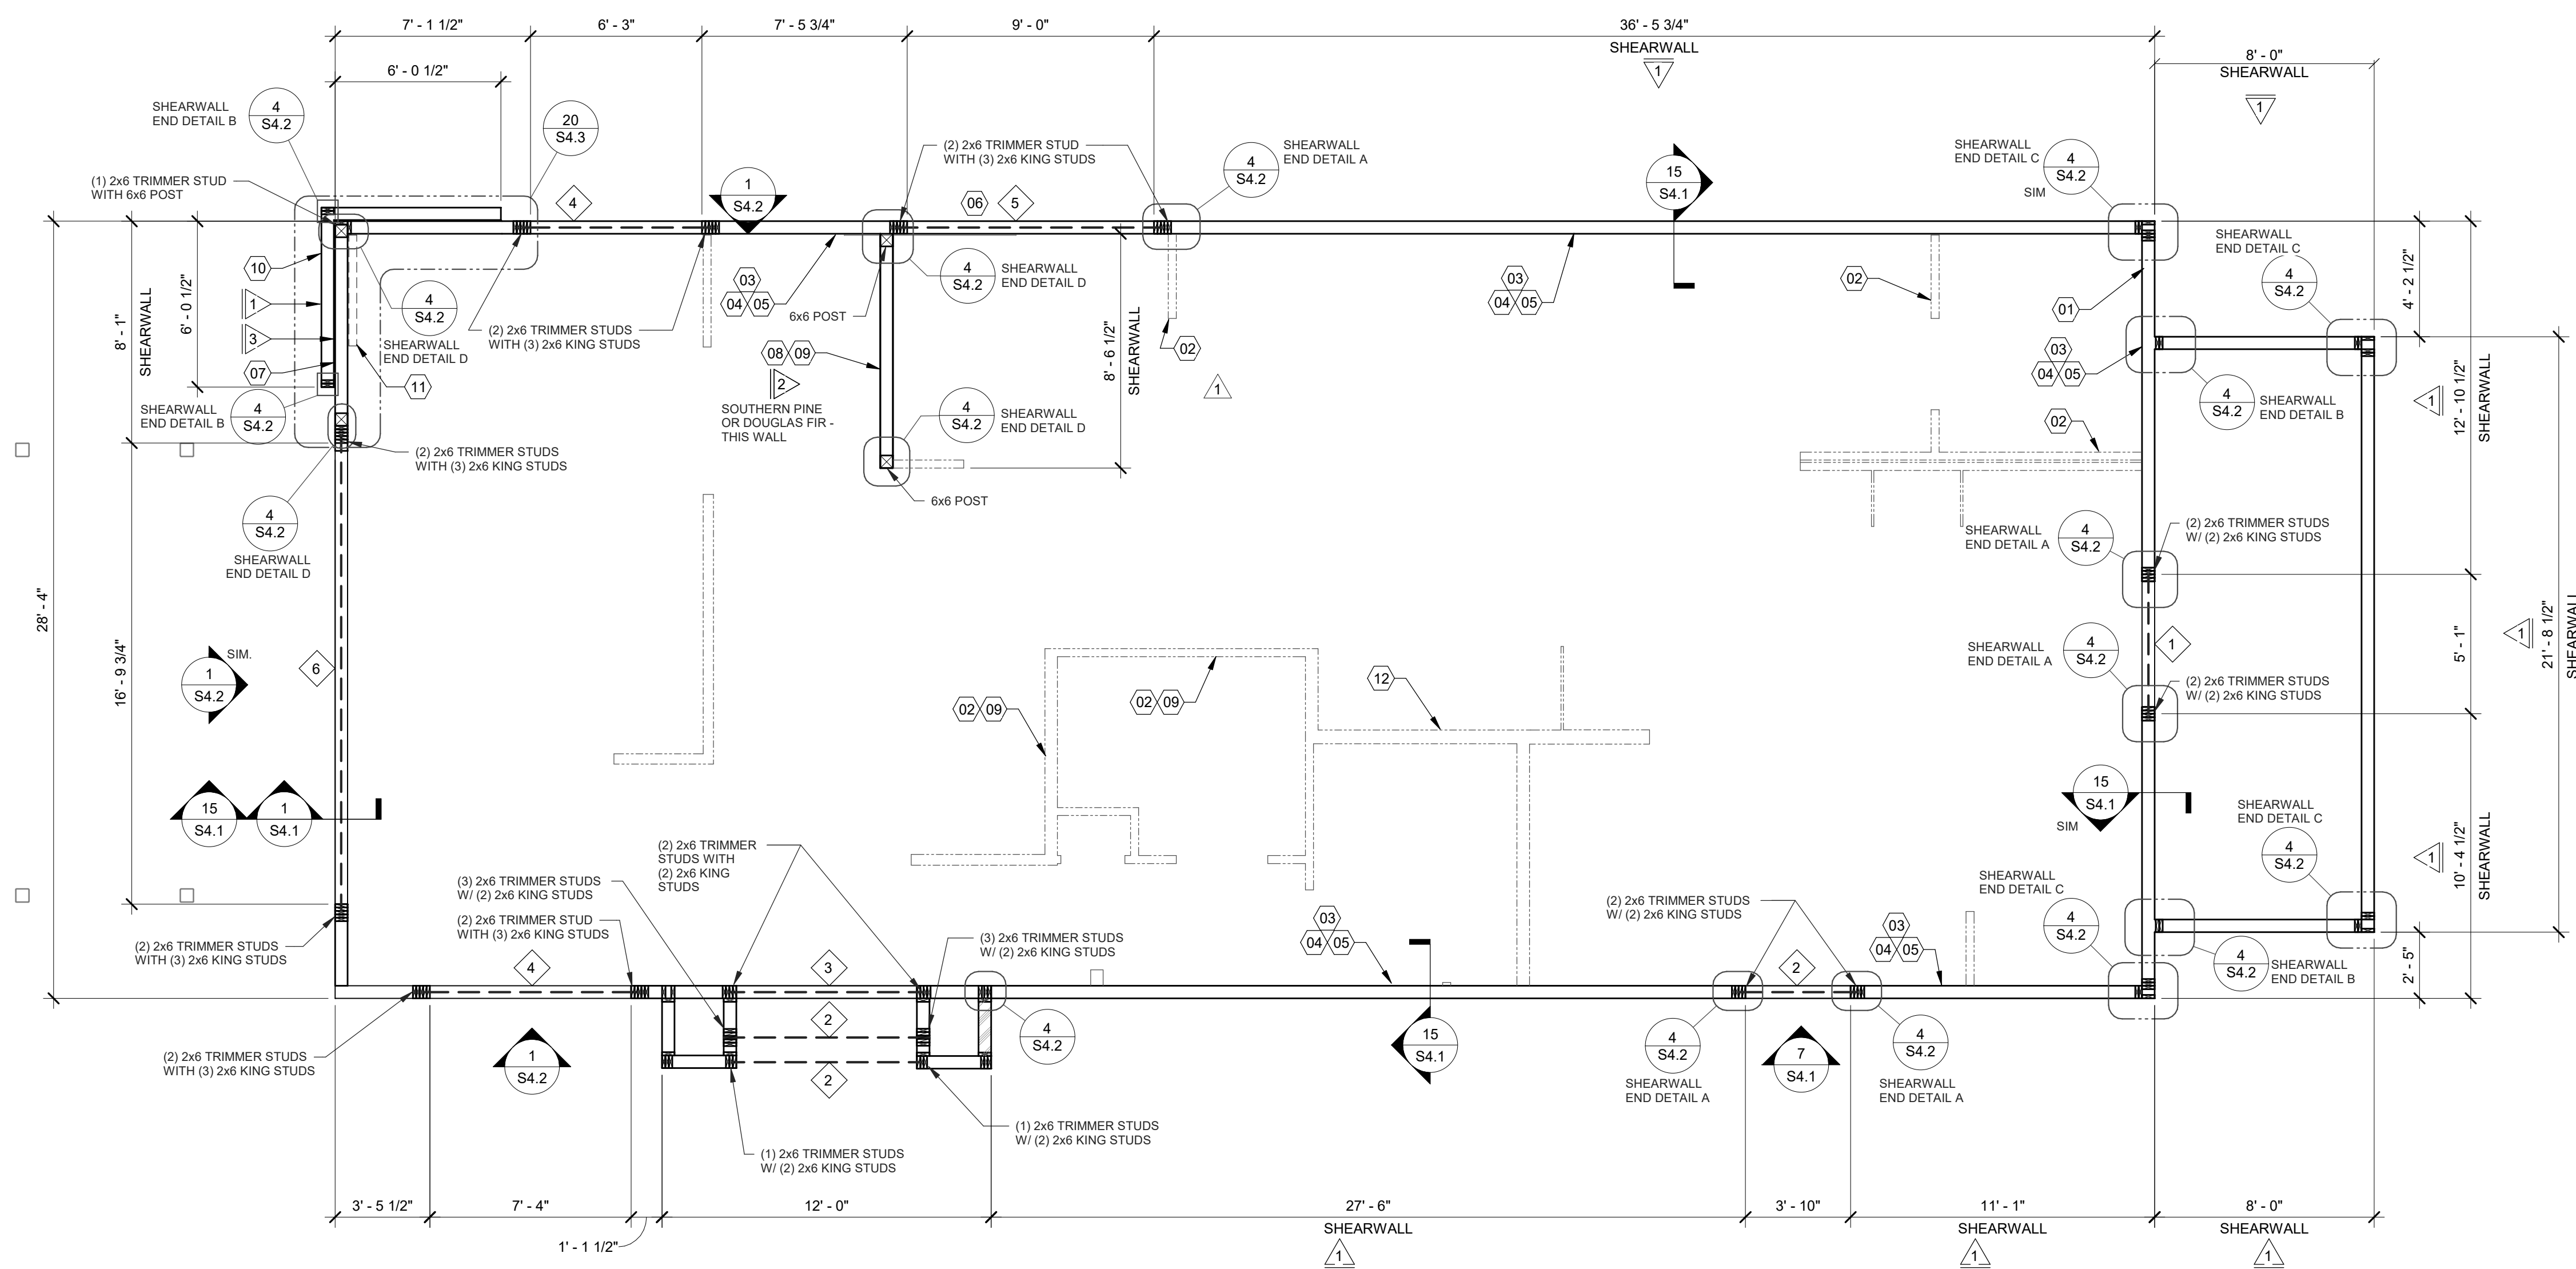 7' - 1 1/2"
6' - 3"
7' - 5 3/4"
9' - 0"
36' - 5 3/4"
SHEARWALL
1
8' - 0"
SHEARWALL
1
6' - 0 1/2"
SHEARWALL
END DETAIL B
4
S4.2
20
S4.3
(1) 2x6 TRIMMER STUD
WITH 6x6 POST
4
1
S4.2
(2) 2x6 TRIMMER STUD
WITH (3) 2x6 KING STUDS
06
5
4
S4.2
SHEARWALL
END DETAIL A
15
S4.1
SHEARWALL
END DETAIL C
4
S4.2
SIM
SHEARWALL
END DETAIL C
4
S4.2
4' - 2 1/2"
28' - 4"
8' - 1"
SHEARWALL
6' - 0 1/2"
10
1
3
07
4
S4.2
SHEARWALL
END DETAIL D
11
(2) 2x6 TRIMMER STUDS
WITH (3) 2x6 KING STUDS
03
04
05
6x6 POST
4
S4.2
SHEARWALL
END DETAIL D
08
09
2
SOUTHERN PINE
OR DOUGLAS FIR -
THIS WALL
8' - 6 1/2"
SHEARWALL
02
1
03
04
05
02
01
03
04
05
SHEARWALL
END DETAIL B
4
S4.2
(2) 2x6 TRIMMER STUDS
WITH (3) 2x6 KING STUDS
4
S4.2
SHEARWALL
END DETAIL D
6x6 POST
02
4
S4.2
SHEARWALL
END DETAIL B
1
12' - 10 1/2"
SHEARWALL
4
S4.2
SHEARWALL
END DETAIL D
SHEARWALL
END DETAIL A
4
S4.2
(2) 2x6 TRIMMER STUDS
W/ (2) 2x6 KING STUDS
16' - 9 3/4"
SIM.
1
S4.2
6
02
09
02
09
12
SHEARWALL
END DETAIL A
4
S4.2
1
(2) 2x6 TRIMMER STUDS
W/ (2) 2x6 KING STUDS
5' - 1"
1
21' - 8 1/2"
SHEARWALL
15
S4.1
1
S4.1
15
S4.1
SIM
SHEARWALL
END DETAIL C
4
S4.2
1
10' - 4 1/2"
SHEARWALL
(2) 2x6 TRIMMER
STUDS WITH
(2) 2x6 KING
STUDS
(3) 2x6 TRIMMER STUDS
W/ (2) 2x6 KING STUDS
(2) 2x6 TRIMMER STUD
WITH (3) 2x6 KING STUDS
(2) 2x6 TRIMMER STUDS
WITH (3) 2x6 KING STUDS
4
3
2
2
(3) 2x6 TRIMMER STUDS
W/ (2) 2x6 KING STUDS
03
04
05
(2) 2x6 TRIMMER STUDS
W/ (2) 2x6 KING STUDS
03
04
05
2
SHEARWALL
END DETAIL C
4
S4.2
4
S4.2
SHEARWALL
END DETAIL B
2' - 5"
(2) 2x6 TRIMMER STUDS
WITH (3) 2x6 KING STUDS
1
S4.2
4
S4.2
15
S4.1
4
S4.2
SHEARWALL
END DETAIL A
7
S4.1
4
S4.2
SHEARWALL
END DETAIL A
(1) 2x6 TRIMMER STUDS
W/ (2) 2x6 KING STUDS
(1) 2x6 TRIMMER STUDS
W/ (2) 2x6 KING STUDS
3' - 5 1/2"
7' - 4"
1' - 1 1/2"
12' - 0"
27' - 6"
SHEARWALL
1
3' - 10"
11' - 1"
SHEARWALL
1
8' - 0"
SHEARWALL
1